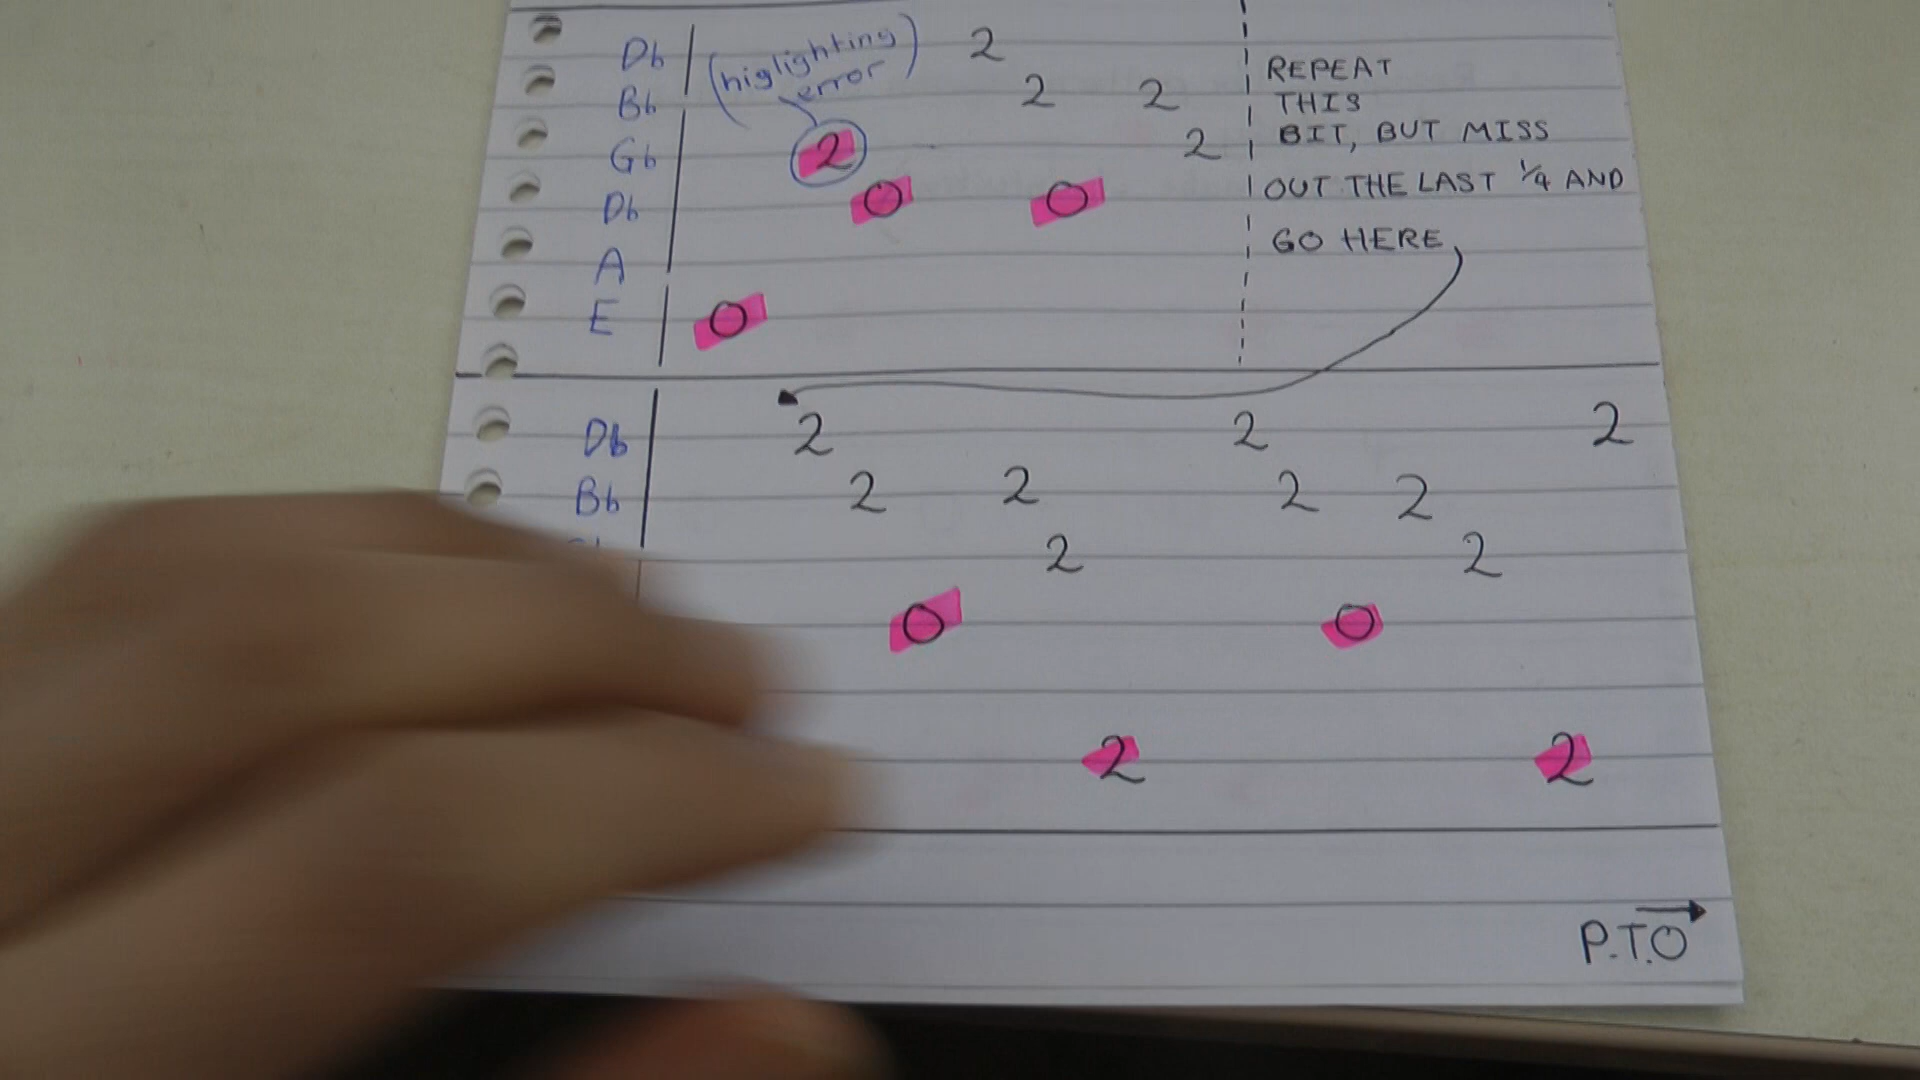 Db (higlighting 2
error)
Bb 2 2
Gb 2 2
Db 0 0
A
E 0
REPEAT
THIS
BIT, BUT MISS
OUT THE LAST 1/4 AND
GO HERE
Db 2 2 2
Bb 2 2 2 2
2 2
0 0
2 2
P.T.O